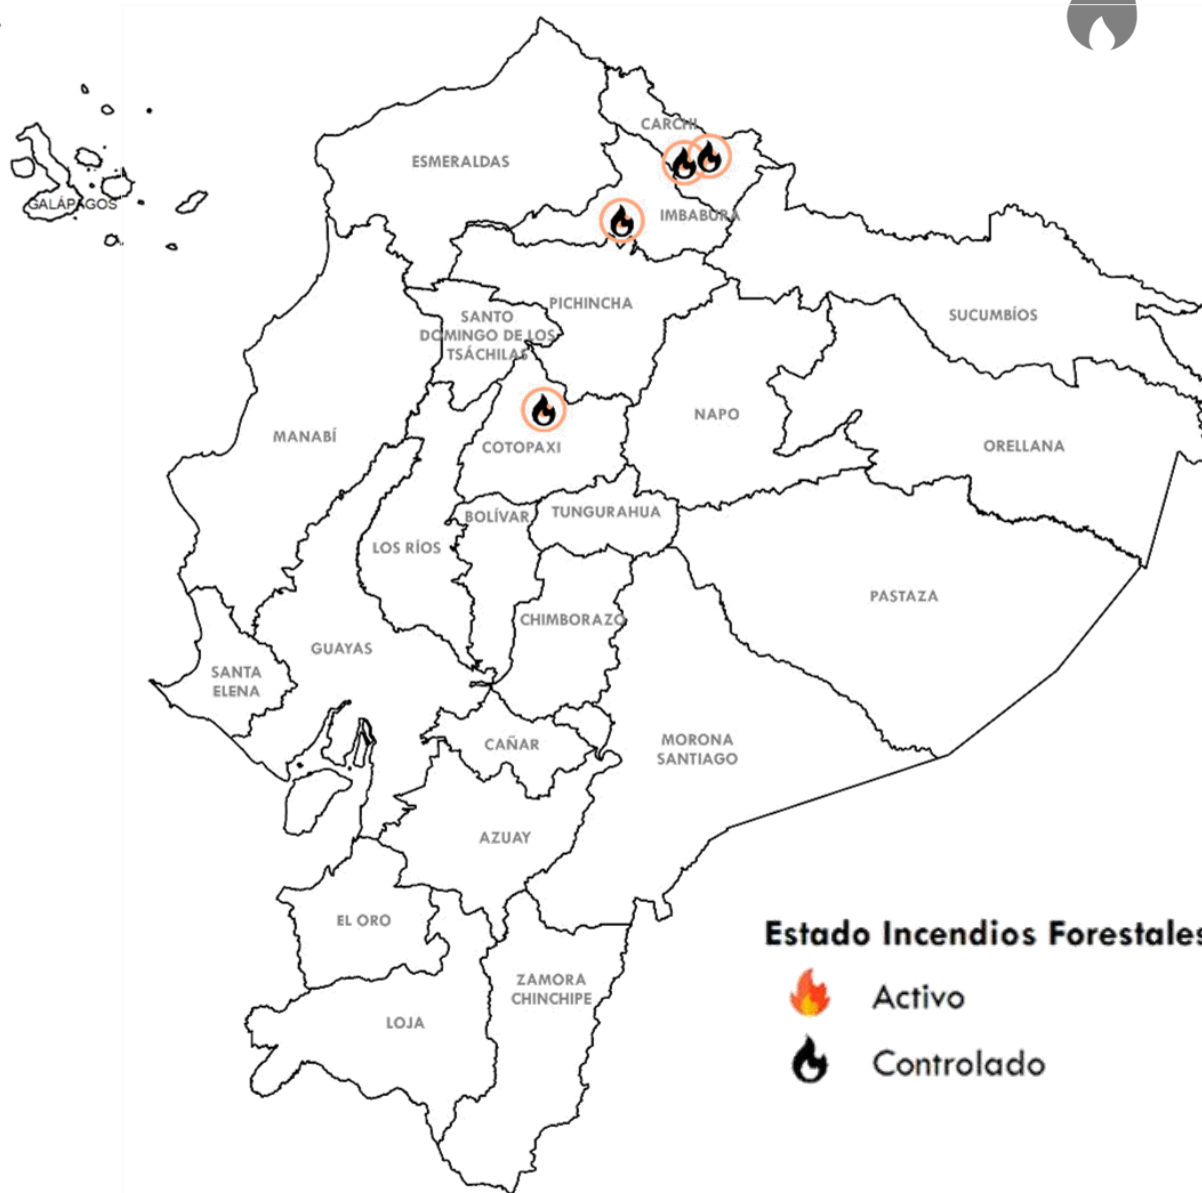 CARCHI
ESMERALDAS
GALÁPAGOS
IMBABURA
PICHINCHA
SANTO
DOMINGO DE LOS
TSÁCHILAS
SUCUMBÍOS
NAPO
MANABÍ
COTOPAXI
ORELLANA
BOLÍVAR
TUNGURAHUA
LOS RÍOS
PASTAZA
CHIMBORAZO
GUAYAS
SANTA
ELENA
CAÑAR
MORONA
SANTIAGO
AZUAY
EL ORO
ZAMORA
CHINCHIPE
LOJA
Estado Incendios Forestales
Activo
Controlado